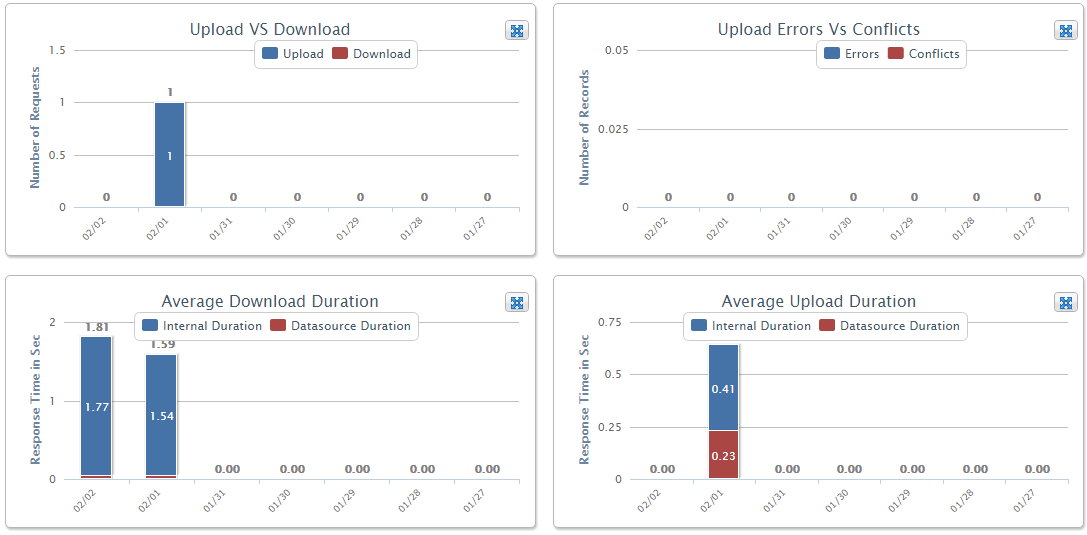 Upload VS Download
Upload Download
Number of Requests
1.5
1
0.5
0
0 1 0 0 0 0 0
1
02/02 02/01 01/31 01/30 01/29 01/28 01/27
Upload Errors Vs Conflicts
Errors Conflicts
Number of Records
0.05
0.025
0
0 0 0 0 0 0 0
02/02 02/01 01/31 01/30 01/29 01/28 01/27
Average Download Duration
Internal Duration Datasource Duration
Response Time in Sec
2
1
0
1.81 1.59 0.00 0.00 0.00 0.00 0.00
1.77 1.54
02/02 02/01 01/31 01/30 01/29 01/28 01/27
Average Upload Duration
Internal Duration Datasource Duration
Response Time in Sec
0.75
0.5
0.25
0
0.41
0.23
0.00 0.00 0.00 0.00 0.00 0.00
02/02 02/01 01/31 01/30 01/29 01/28 01/27